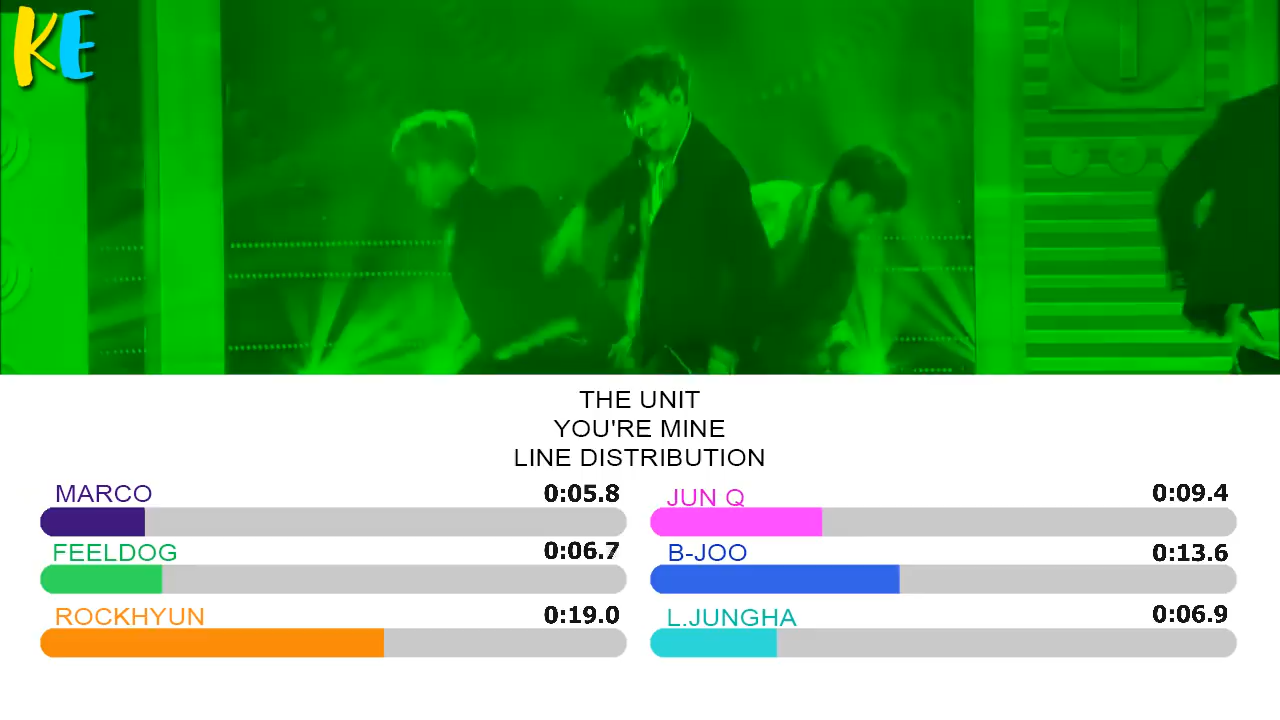 KE
THE UNIT
YOU'RE MINE
LINE DISTRIBUTION
MARCO 0:05.8
JUN Q 0:09.4
FEELDOG 0:06.7
B-JOO 0:13.6
ROCKHYUN 0:19.0
L.JUNGHA 0:06.9